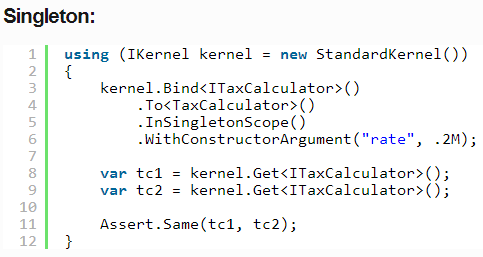 Singleton:
1 using (IKernel kernel = new StandardKernel())
2 {
3     kernel.Bind<ITaxCalculator>()
4         .To<TaxCalculator>()
5         .InSingletonScope()
6         .WithConstructorArgument("rate", .2M);
7
8     var tc1 = kernel.Get<ITaxCalculator>();
9     var tc2 = kernel.Get<ITaxCalculator>();
10
11     Assert.Same(tc1, tc2);
12 }